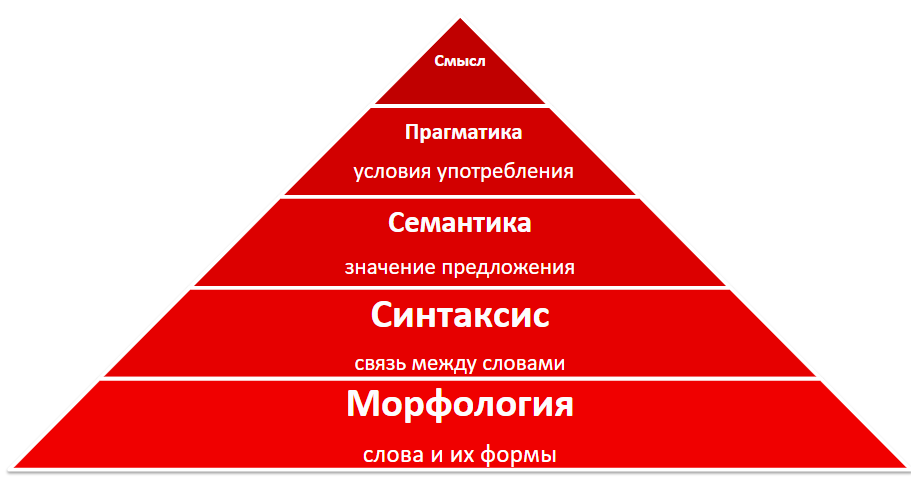 Смысл
Прагматика
условия употребления
Семантика
значение предложения
Синтаксис
связь между словами
Морфология
слова и их формы